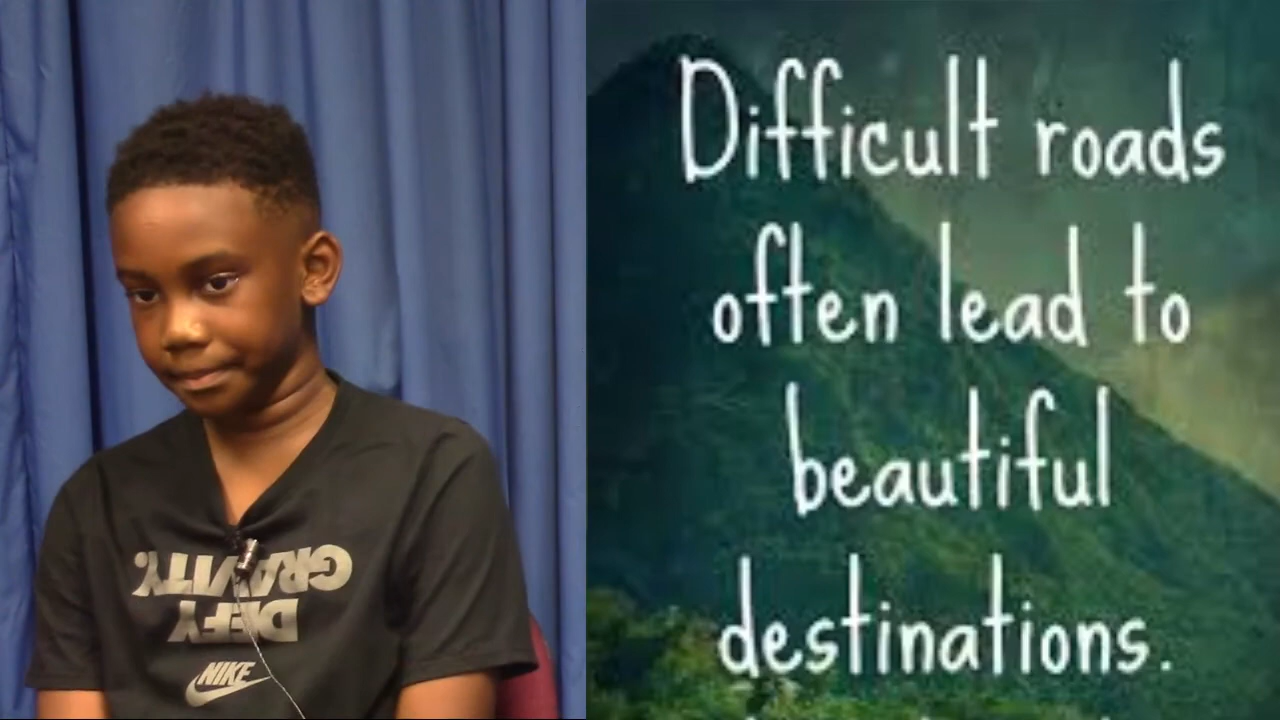 DEFY
GRAVITY.
NIKE
Difficult roads
often lead to
beautiful
destinations.